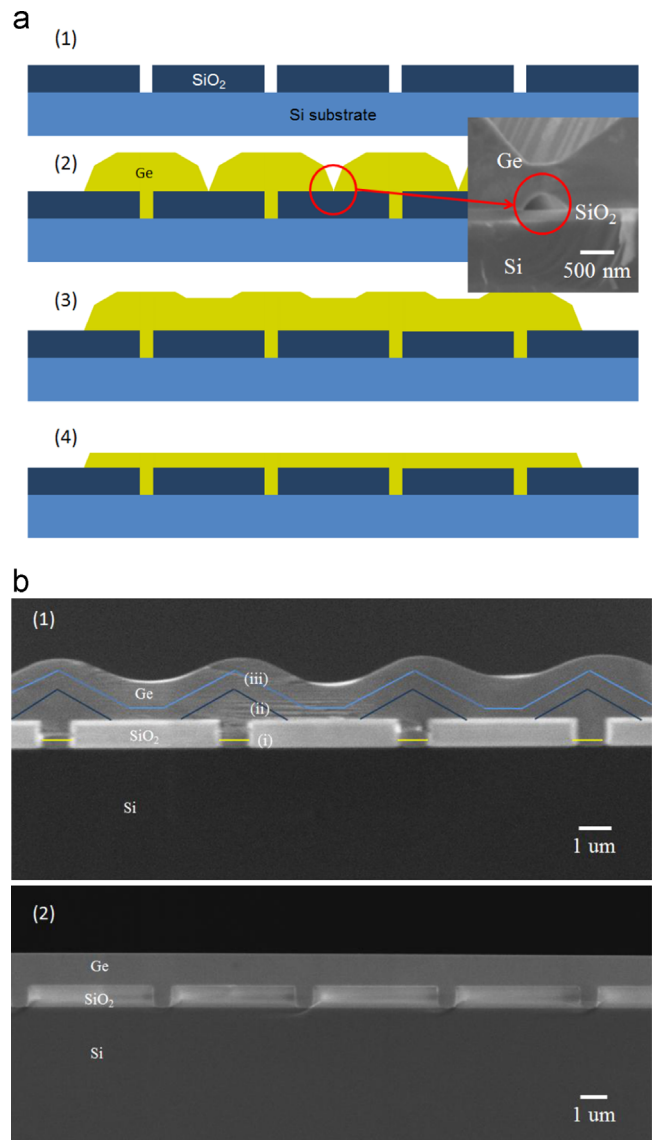 a
(1)
SiO₂
Si substrate
(2)
Ge
Ge
SiO₂
Si
500 nm
(3)
(4)
b
(1)
Ge
(iii)
(ii)
SiO₂
(i)
Si
1 um
(2)
Ge
SiO₂
Si
1 um